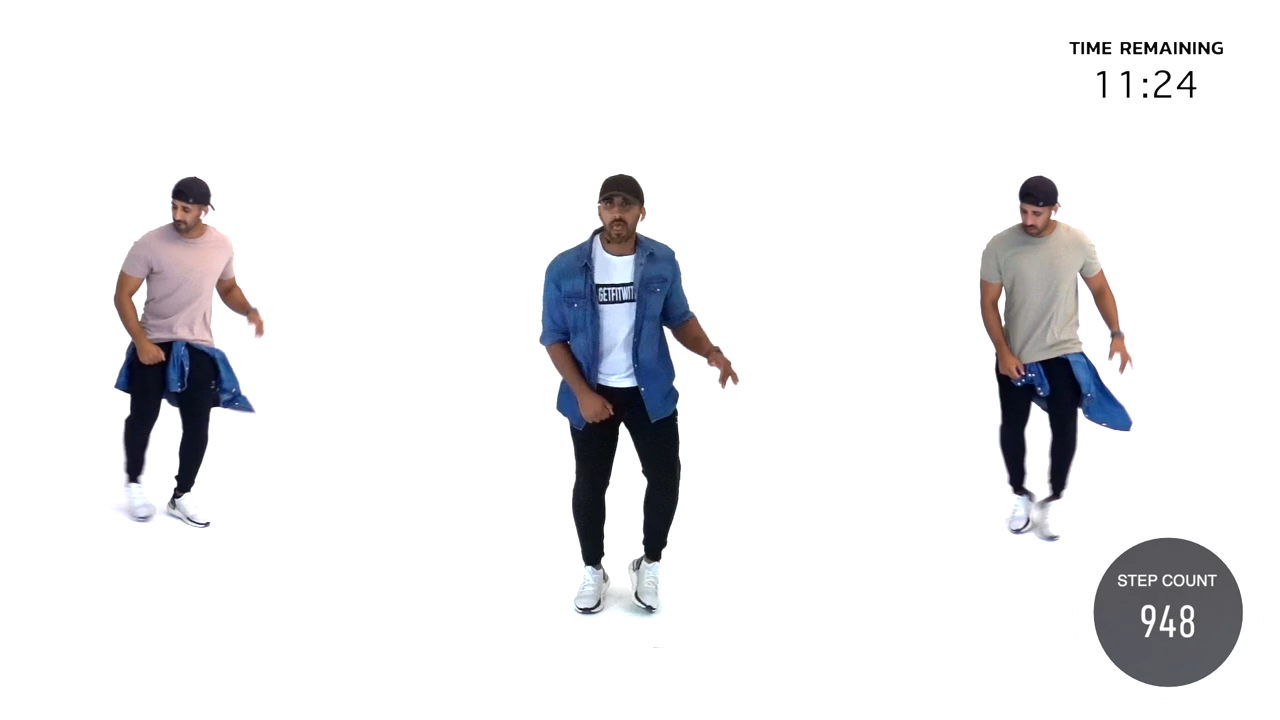 TIME REMAINING
11:24
GETFITWIT
STEP COUNT
948